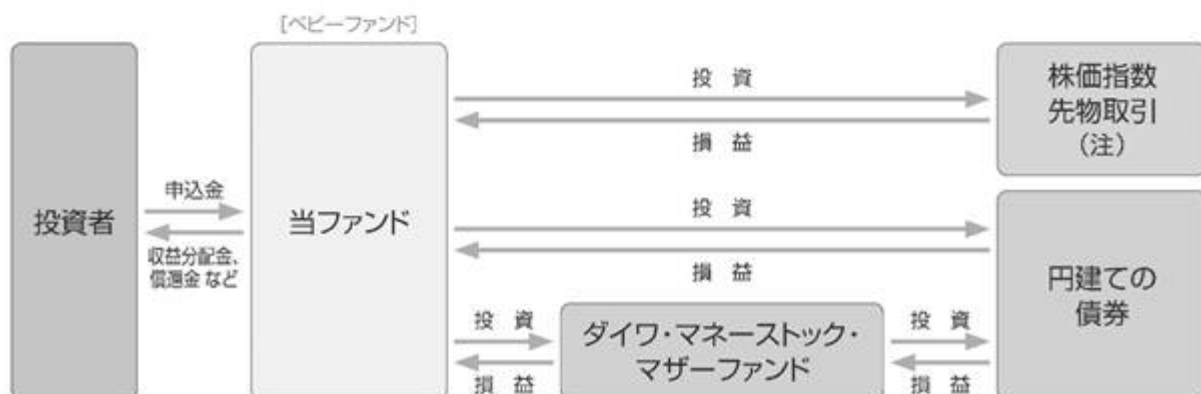 [ベビーファンド]
投資者
申込金
収益分配金、
償還金 など
当ファンド
投 資
損 益
株価指数
先物取引
(注)
投 資
損 益
円建ての
債券
投 資
損 益
ダイワ・マネーストック・
マザーファンド
投 資
損 益